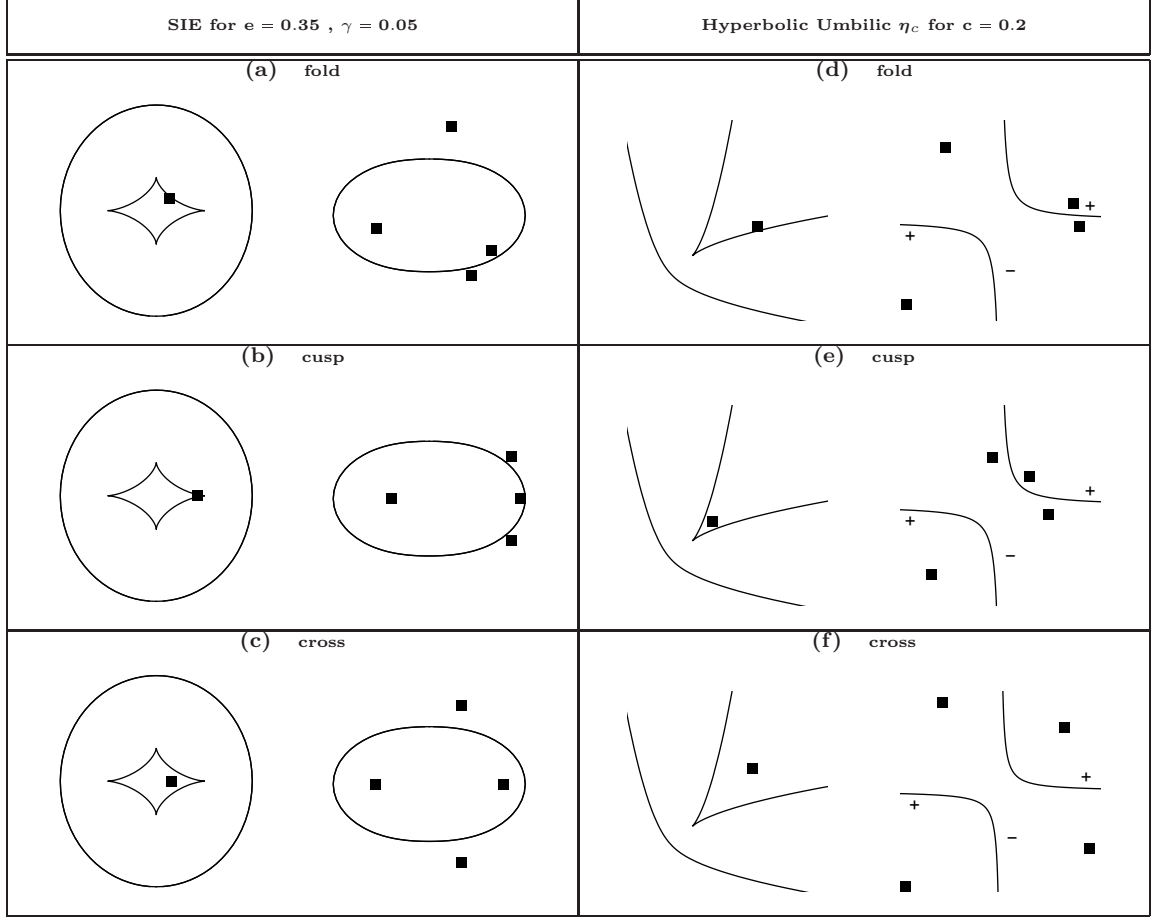 SIE for e = 0.35 , γ = 0.05
Hyperbolic Umbilic η_c for c = 0.2
(a) fold
(d) fold
+
+
−
(b) cusp
(e) cusp
+
+
−
(c) cross
(f) cross
+
+
−